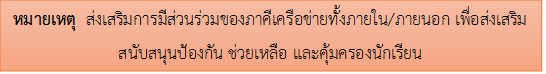 หมายเหตุ ส่งเสริมการมีส่วนร่วมของภาคีเครือข่ายทั้งภายใน/ภายนอก เพื่อส่งเสริม
สนับสนุนป้องกัน ช่วยเหลือ และคุ้มครองนักเรียน